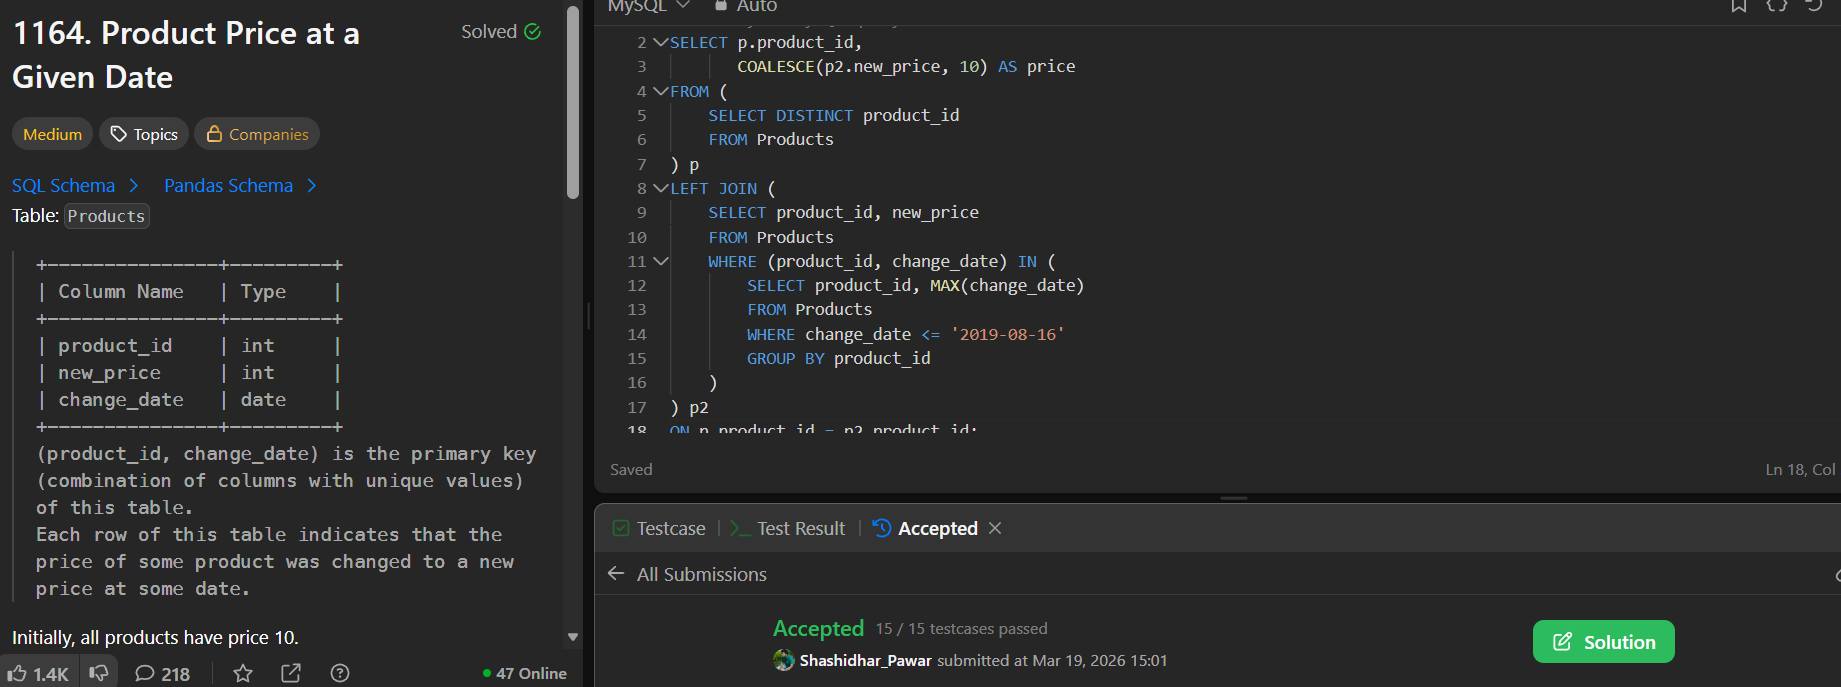 1164. Product Price at a
Given Date
Solved
Medium
Topics
Companies
SQL Schema
Pandas Schema
Table: Products
+---------------+---------+
| Column Name   | Type    |
+---------------+---------+
| product_id    | int     |
| new_price     | int     |
| change_date   | date    |
+---------------+---------+
(product_id, change_date) is the primary key
(combination of columns with unique values)
of this table.
Each row of this table indicates that the
price of some product was changed to a new
price at some date.
Initially, all products have price 10.
1.4K
218
47 Online
MySQL
Auto
2 SELECT p.product_id,
3 COALESCE(p2.new_price, 10) AS price
4 FROM (
5 SELECT DISTINCT product_id
6 FROM Products
7 ) p
8 LEFT JOIN (
9 SELECT product_id, new_price
10 FROM Products
11 WHERE (product_id, change_date) IN (
12 SELECT product_id, MAX(change_date)
13 FROM Products
14 WHERE change_date <= '2019-08-16'
15 GROUP BY product_id
16 )
17 ) p2
18 ON p.product_id = p2.product_id;
Saved
Ln 18, Col
Testcase
Test Result
Accepted
All Submissions
Accepted 15 / 15 testcases passed
Shashidhar_Pawar submitted at Mar 19, 2026 15:01
Solution